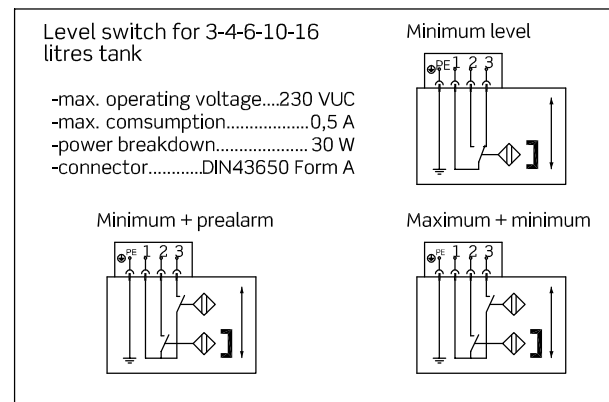 Level switch for 3-4-6-10-16
litres tank
-max. operating voltage....230 VUC
-max. comsumption.................0,5 A
-power breakdown................... 30 W
-connector............DIN43650 Form A
Minimum level
PE 1 2 3
Minimum + prealarm
PE 1 2 3
Maximum + minimum
PE 1 2 3